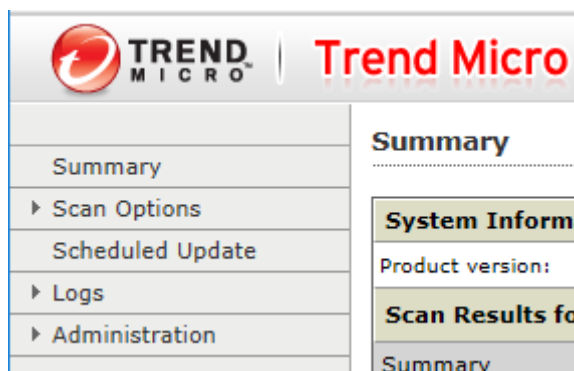 TREND
MICRO™
Trend Micro
Summary
Scan Options
Scheduled Update
Logs
Administration
Summary
System Inform
Product version:
Scan Results fo
Summary